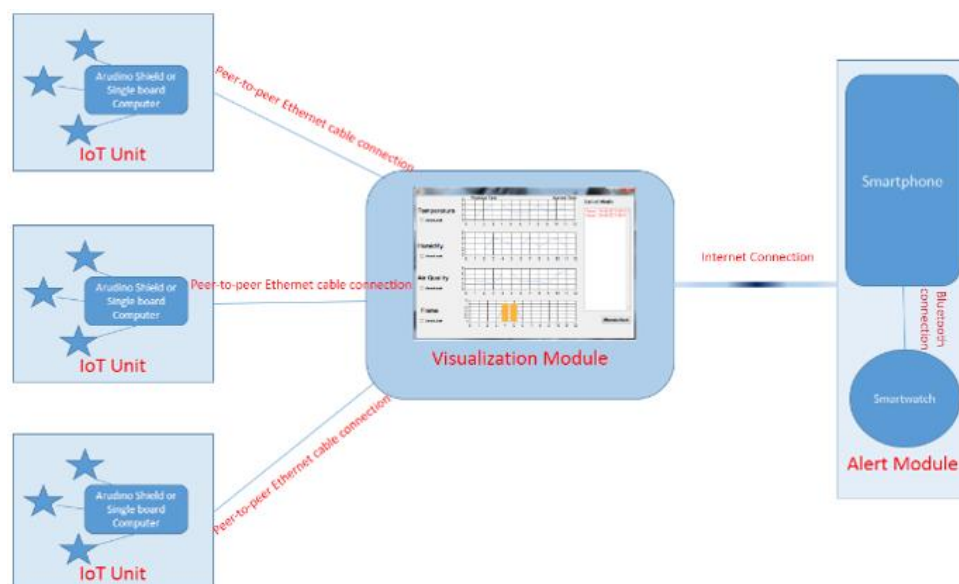 Arudino Shield or
Single board
Computer
IoT Unit
Peer-to-peer Ethernet cable connection
Arudino Shield or
Single board
Computer
IoT Unit
Peer-to-peer Ethernet cable connection
Arudino Shield or
Single board
Computer
IoT Unit
Peer-to-peer Ethernet cable connection
Temperature
Humidity
Air Quality
Flame
Visualization Module
Internet Connection
Smartphone
Bluetooth
connection
Smartwatch
Alert Module